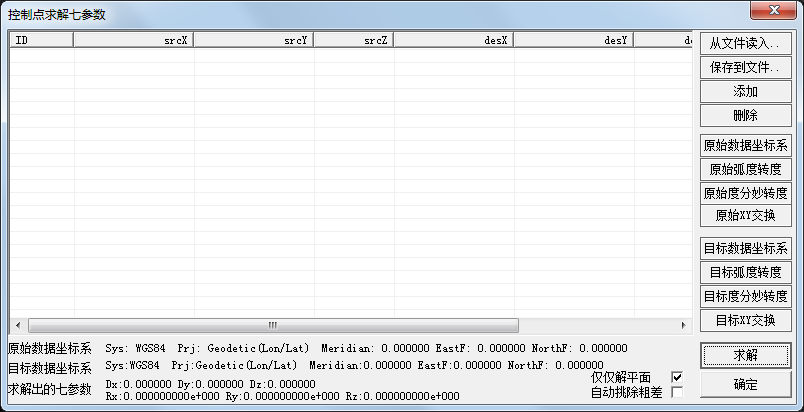 控制点求解七参数
ID srcX srcY srcZ desX desY de
从文件读入..
保存到文件..
添加
删除
原始数据坐标系
原始弧度转度
原始度分妙转度
原始XY交换
目标数据坐标系
目标弧度转度
目标度分妙转度
目标XY交换
求解
确定
原始数据坐标系 Sys: WGS84 Prj: Geodetic(Lon/Lat) Meridian: 0.000000 EastF: 0.000000 NorthF: 0.000000
目标数据坐标系 Sys:WGS84 Prj:Geodetic(Lon/Lat) Meridian:0.000000 EastF:0.000000 NorthF:0.000000
求解出的七参数 Dx:0.000000 Dy:0.000000 Dz:0.000000
Rx:0.000000000e+000 Ry:0.000000000e+000 Rz:0.000000000e+000
仅仅解平面
自动挑除粗差